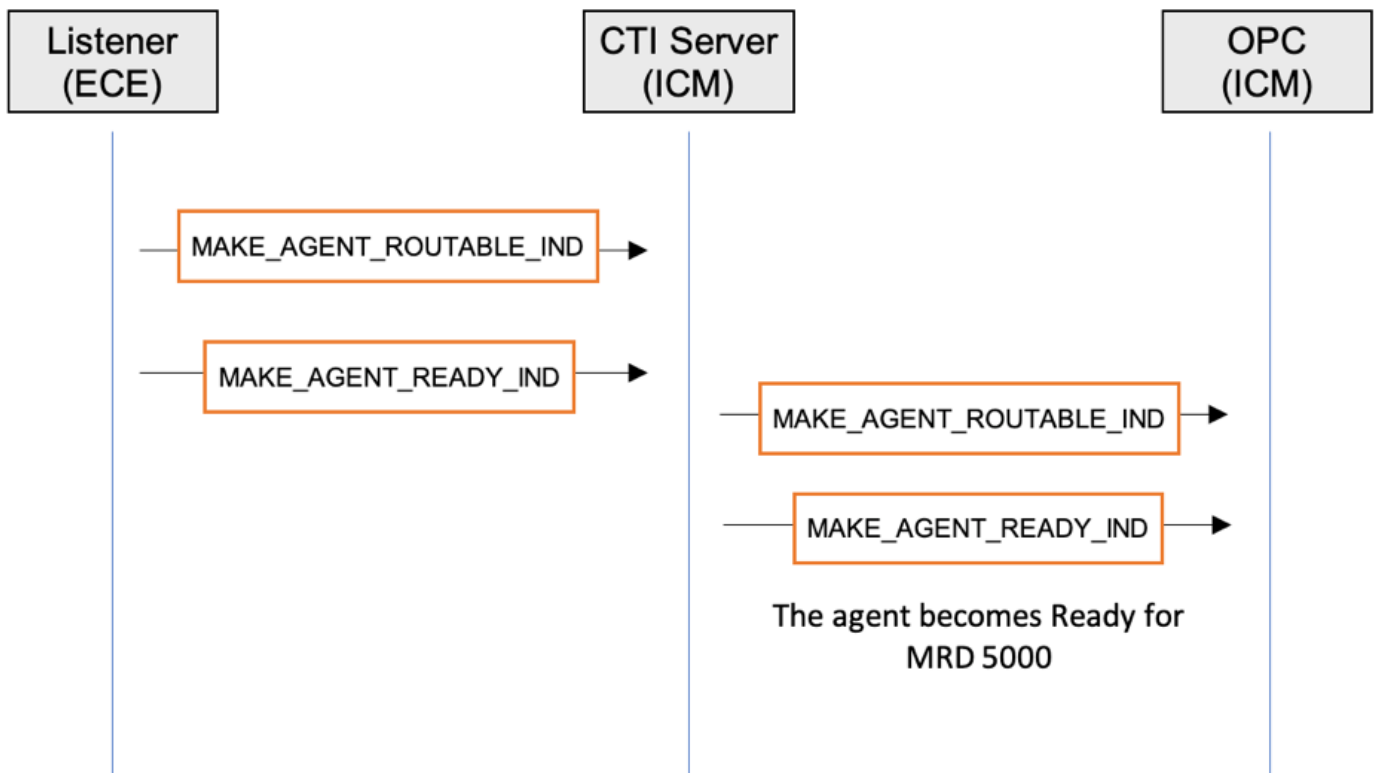 Listener
(ECE)
CTI Server
(ICM)
OPC
(ICM)
MAKE_AGENT_ROUTABLE_IND
MAKE_AGENT_READY_IND
MAKE_AGENT_ROUTABLE_IND
MAKE_AGENT_READY_IND
The agent becomes Ready for
MRD 5000